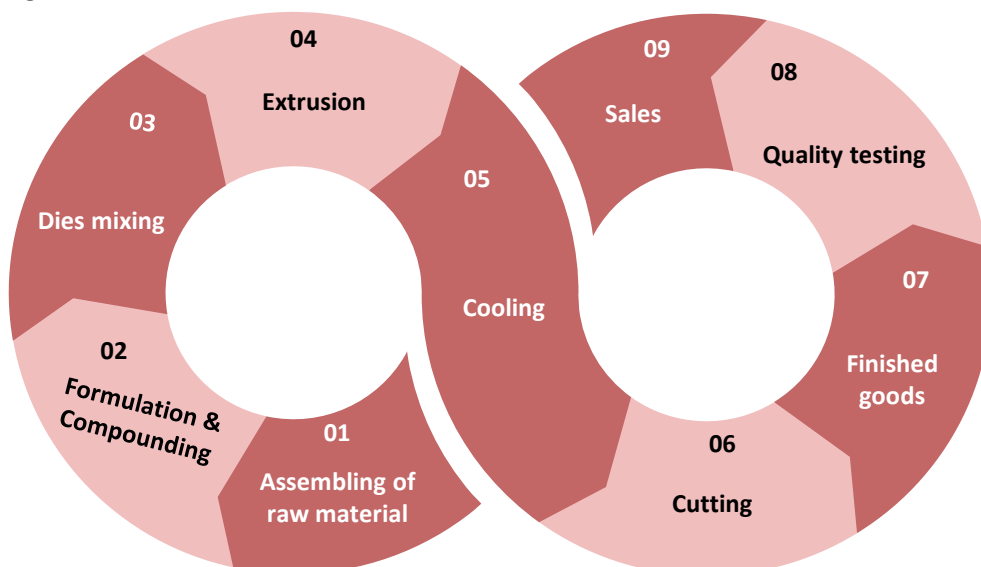 01
Assembling of
raw material
02
Formulation &
Compounding
03
Dies mixing
04
Extrusion
05
Cooling
06
Cutting
07
Finished
goods
08
Quality testing
09
Sales